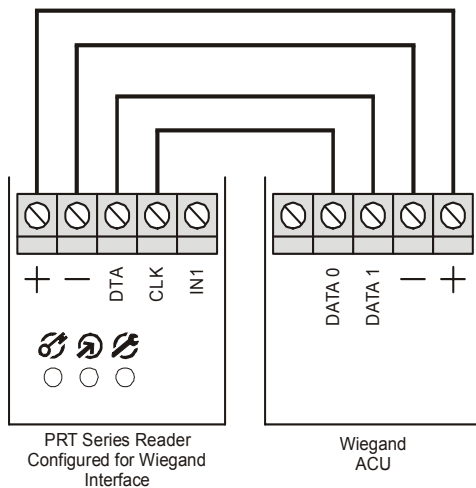 + — DTA CLK IN1
DATA 0 DATA 1 — +
PRT Series Reader
Configured for Wiegand
Interface
Wiegand
ACU